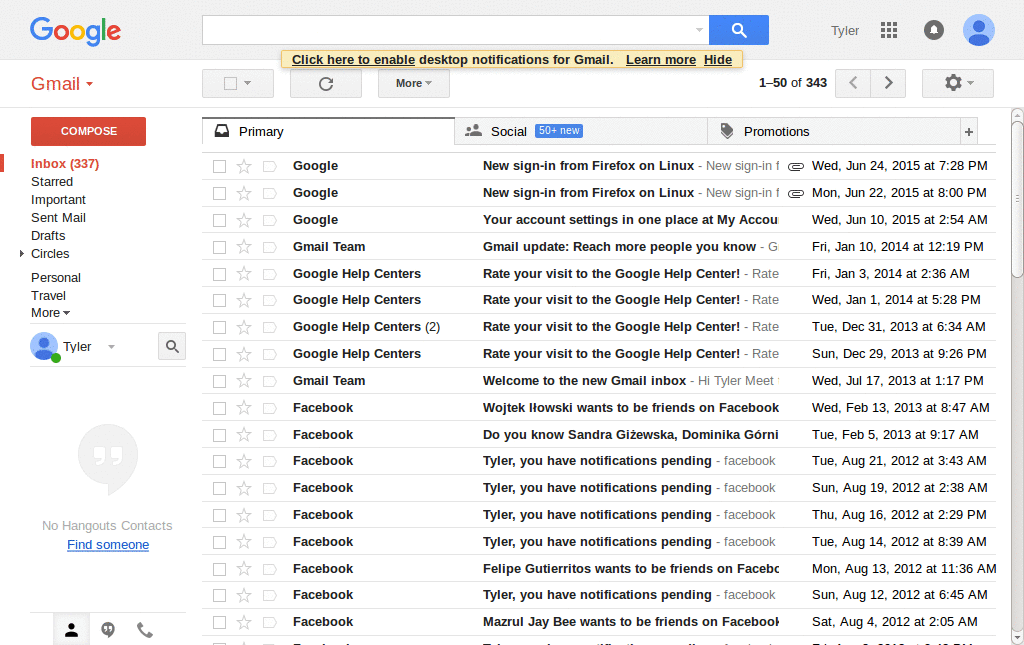 Google
Tyler
Click here to enable desktop notifications for Gmail. Learn more Hide
Gmail
More
1–50 of 343
COMPOSE
Primary
Social 50+ new
Promotions
+
Inbox (337)
Starred
Important
Sent Mail
Drafts
Circles
Personal
Travel
More
Tyler
No Hangouts Contacts
Find someone
Google New sign-in from Firefox on Linux - New sign-in f Wed, Jun 24, 2015 at 7:28 PM
Google New sign-in from Firefox on Linux - New sign-in f Mon, Jun 22, 2015 at 8:00 PM
Google Your account settings in one place at My Accou Wed, Jun 10, 2015 at 2:54 AM
Gmail Team Gmail update: Reach more people you know - G Fri, Jan 10, 2014 at 12:19 PM
Google Help Centers Rate your visit to the Google Help Center! - Rate Fri, Jan 3, 2014 at 2:36 AM
Google Help Centers Rate your visit to the Google Help Center! - Rate Wed, Jan 1, 2014 at 5:28 PM
Google Help Centers (2) Rate your visit to the Google Help Center! - Rate Tue, Dec 31, 2013 at 6:34 AM
Google Help Centers Rate your visit to the Google Help Center! - Rate Sun, Dec 29, 2013 at 9:26 PM
Gmail Team Welcome to the new Gmail inbox - Hi Tyler Meet Wed, Jul 17, 2013 at 1:17 PM
Facebook Wojtek Iłowski wants to be friends on Facebook Wed, Feb 13, 2013 at 8:47 AM
Facebook Do you know Sandra Giżewska, Dominika Górni Tue, Feb 5, 2013 at 9:17 AM
Facebook Tyler, you have notifications pending - facebook Tue, Aug 21, 2012 at 3:43 AM
Facebook Tyler, you have notifications pending - facebook Sun, Aug 19, 2012 at 2:38 AM
Facebook Tyler, you have notifications pending - facebook Thu, Aug 16, 2012 at 2:29 PM
Facebook Tyler, you have notifications pending - facebook Tue, Aug 14, 2012 at 8:39 AM
Facebook Felipe Gutierritos wants to be friends on Facebo Mon, Aug 13, 2012 at 11:36 AM
Facebook Tyler, you have notifications pending - facebook Sun, Aug 12, 2012 at 6:45 AM
Facebook Mazrul Jay Bee wants to be friends on Facebook Sat, Aug 4, 2012 at 2:05 AM